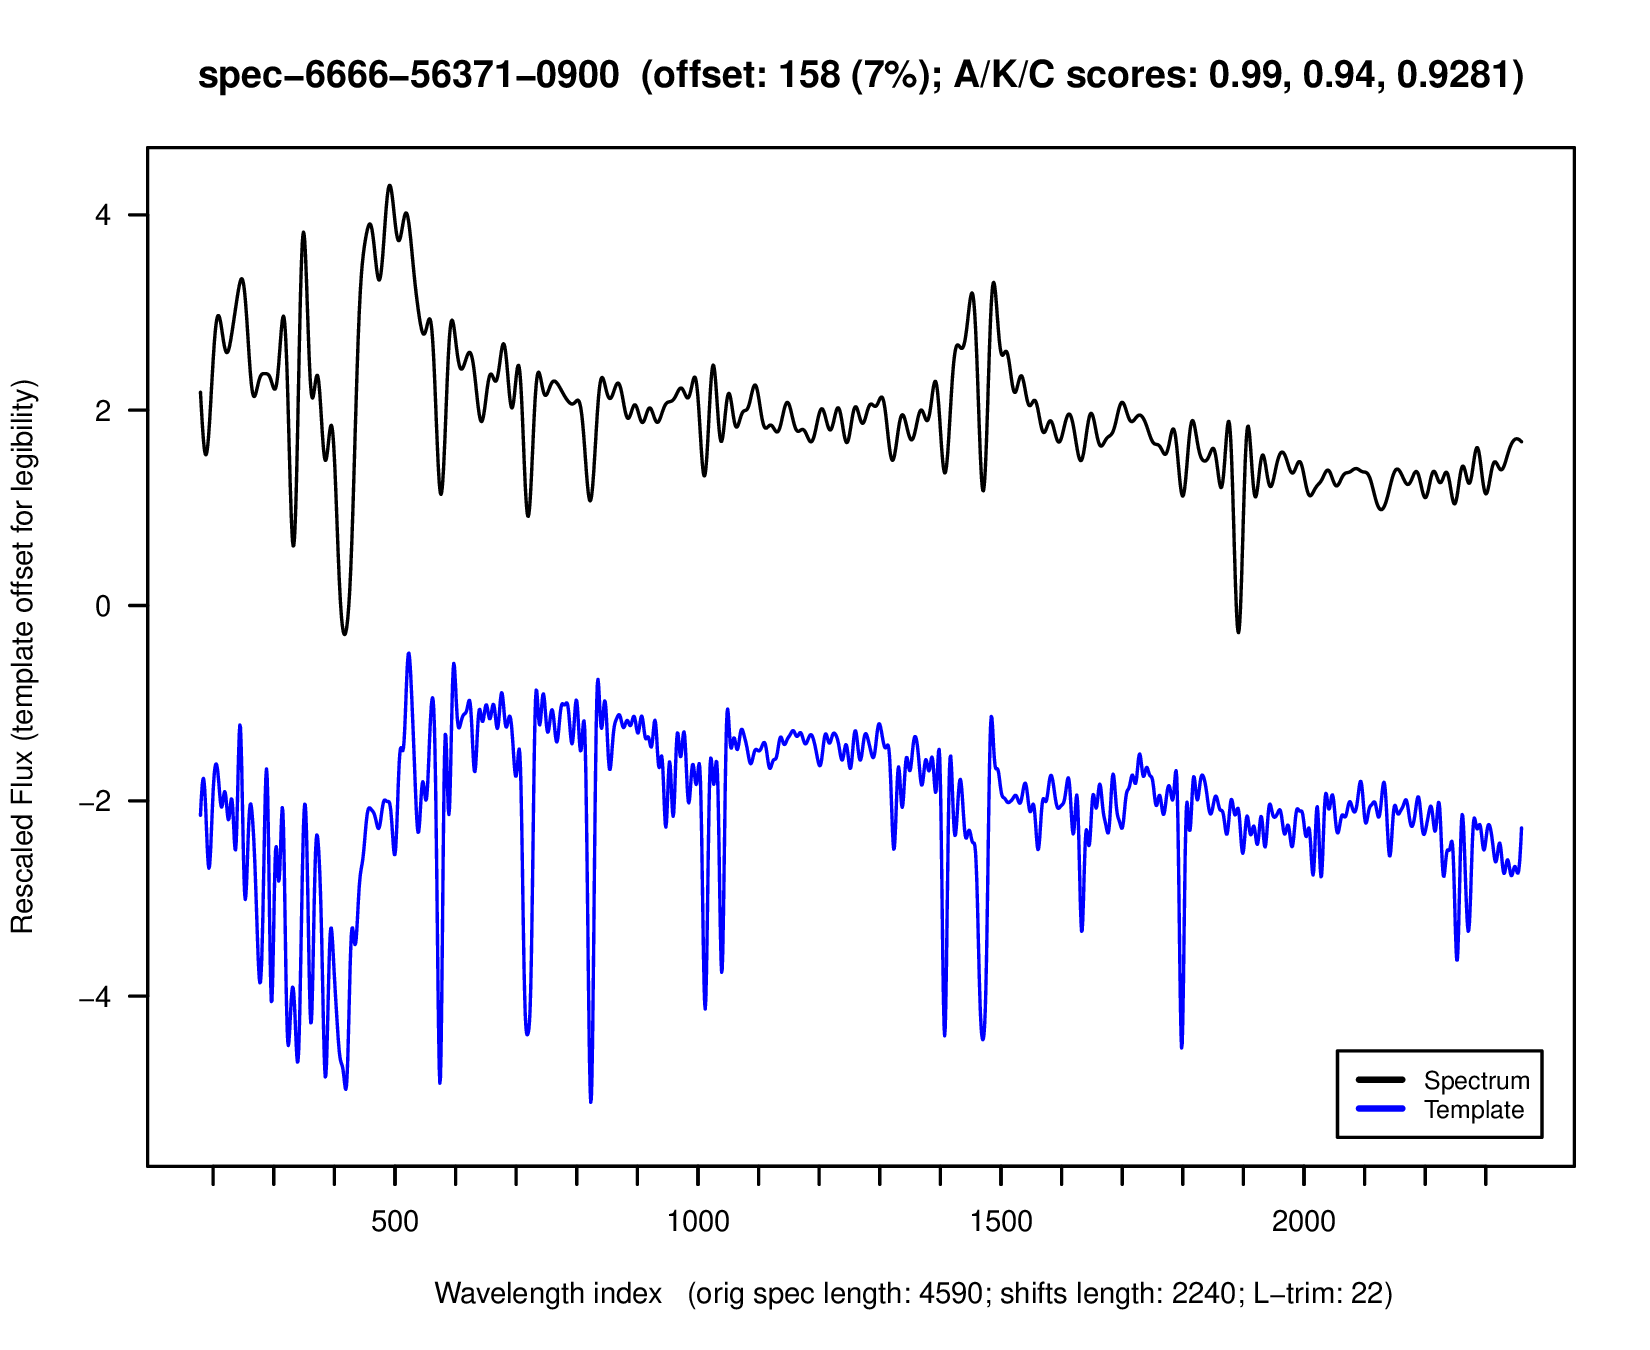 spec−6666−56371−0900 (offset: 158 (7%); A/K/C scores: 0.99, 0.94, 0.9281)
Rescaled Flux (template offset for legibility)
4
2
0
−2
−4
Spectrum
Template
500 1000 1500 2000
Wavelength index (orig spec length: 4590; shifts length: 2240; L−trim: 22)